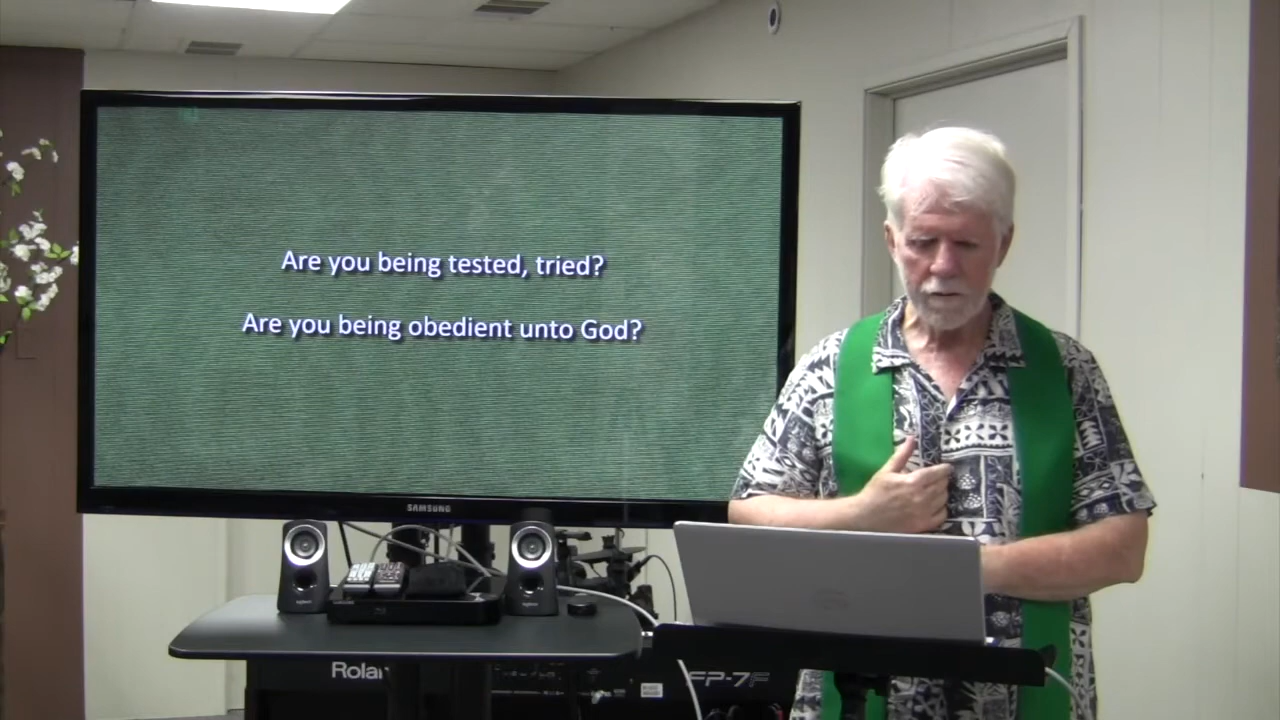 Are you being tested, tried?
Are you being obedient unto God?
SAMSUNG
Roland
FP-7F